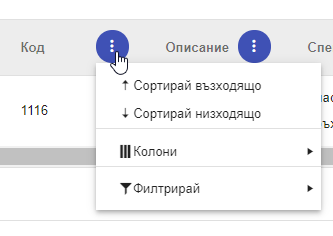 Код Описание Спе
1116
Сортирай възходящо
Сортирай низходящо
Колони
Филтрирай